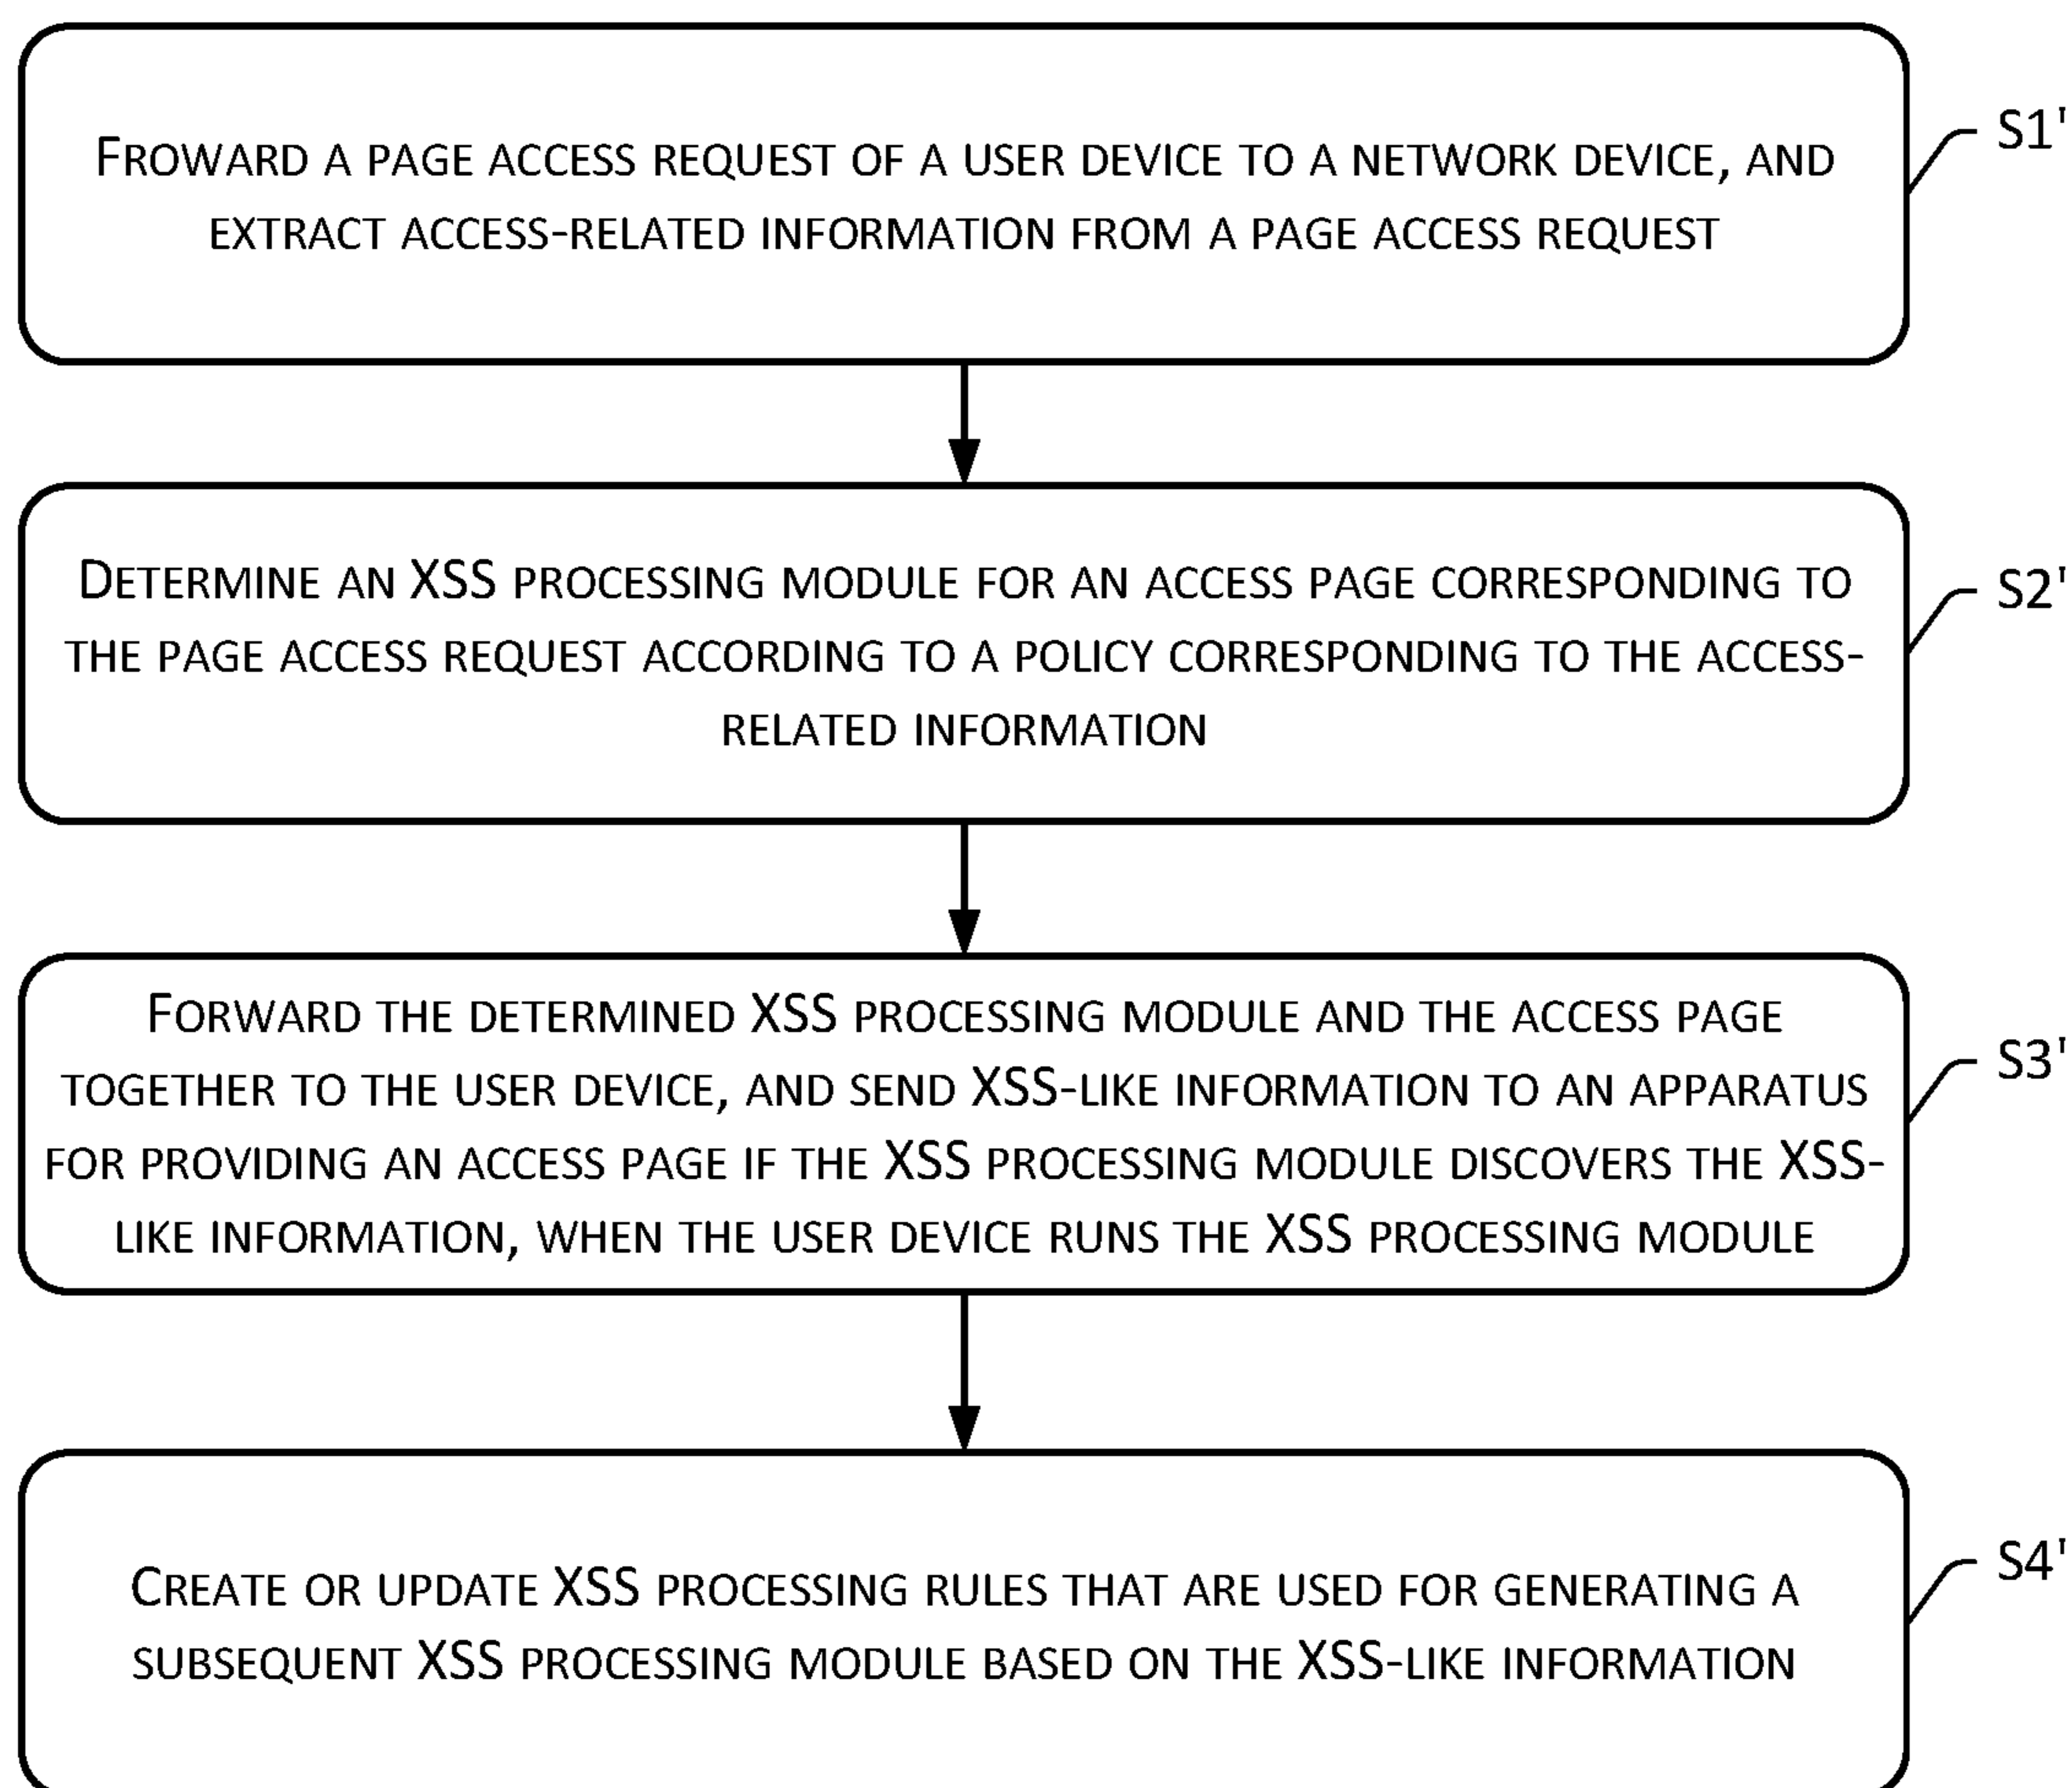 FROWARD A PAGE ACCESS REQUEST OF A USER DEVICE TO A NETWORK DEVICE, AND
EXTRACT ACCESS-RELATED INFORMATION FROM A PAGE ACCESS REQUEST
S1'
DETERMINE AN XSS PROCESSING MODULE FOR AN ACCESS PAGE CORRESPONDING TO
THE PAGE ACCESS REQUEST ACCORDING TO A POLICY CORRESPONDING TO THE ACCESS-
RELATED INFORMATION
S2'
FORWARD THE DETERMINED XSS PROCESSING MODULE AND THE ACCESS PAGE
TOGETHER TO THE USER DEVICE, AND SEND XSS-LIKE INFORMATION TO AN APPARATUS
FOR PROVIDING AN ACCESS PAGE IF THE XSS PROCESSING MODULE DISCOVERS THE XSS-
LIKE INFORMATION, WHEN THE USER DEVICE RUNS THE XSS PROCESSING MODULE
S3'
CREATE OR UPDATE XSS PROCESSING RULES THAT ARE USED FOR GENERATING A
SUBSEQUENT XSS PROCESSING MODULE BASED ON THE XSS-LIKE INFORMATION
S4'